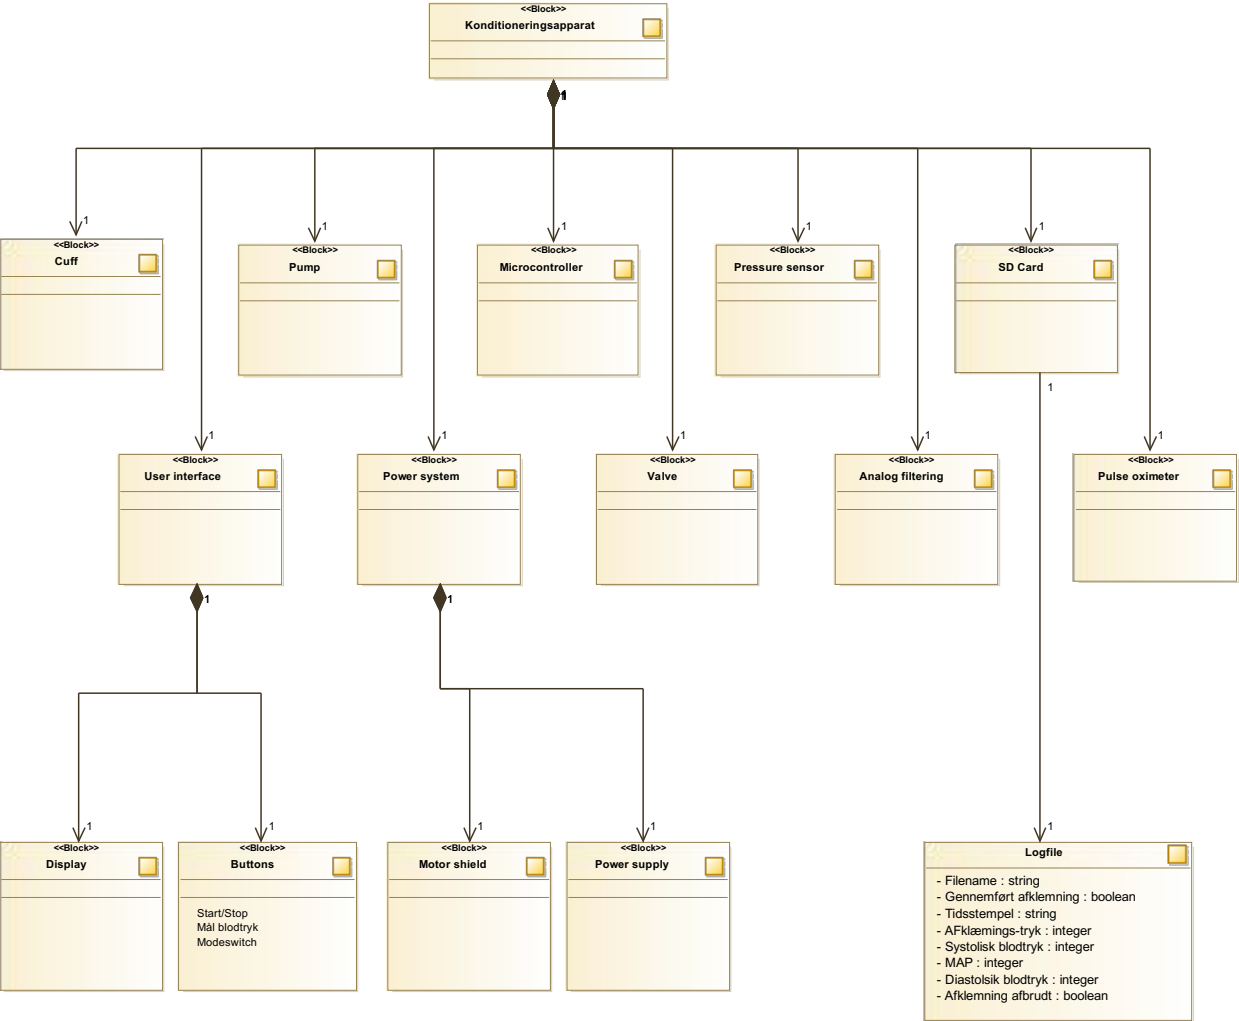 <<Block>>
Konditioneringsapparat
1
1
1
1
1
1
<<Block>>
Cuff
<<Block>>
Pump
<<Block>>
Microcontroller
<<Block>>
Pressure sensor
<<Block>>
SD Card
1
1
1
1
1
1
<<Block>>
User interface
<<Block>>
Power system
<<Block>>
Valve
<<Block>>
Analog filtering
<<Block>>
Pulse oximeter
1
1
1
1
1
1
1
<<Block>>
Display
<<Block>>
Buttons
Start/Stop
Mål blodtryk
Modeswitch
<<Block>>
Motor shield
<<Block>>
Power supply
Logfile
- Filename : string
- Gennemført afklemning : boolean
- Tidsstempel : string
- AFklæmings-tryk : integer
- Systolisk blodtryk : integer
- MAP : integer
- Diastolsik blodtryk : integer
- Afklemning afbrudt : boolean